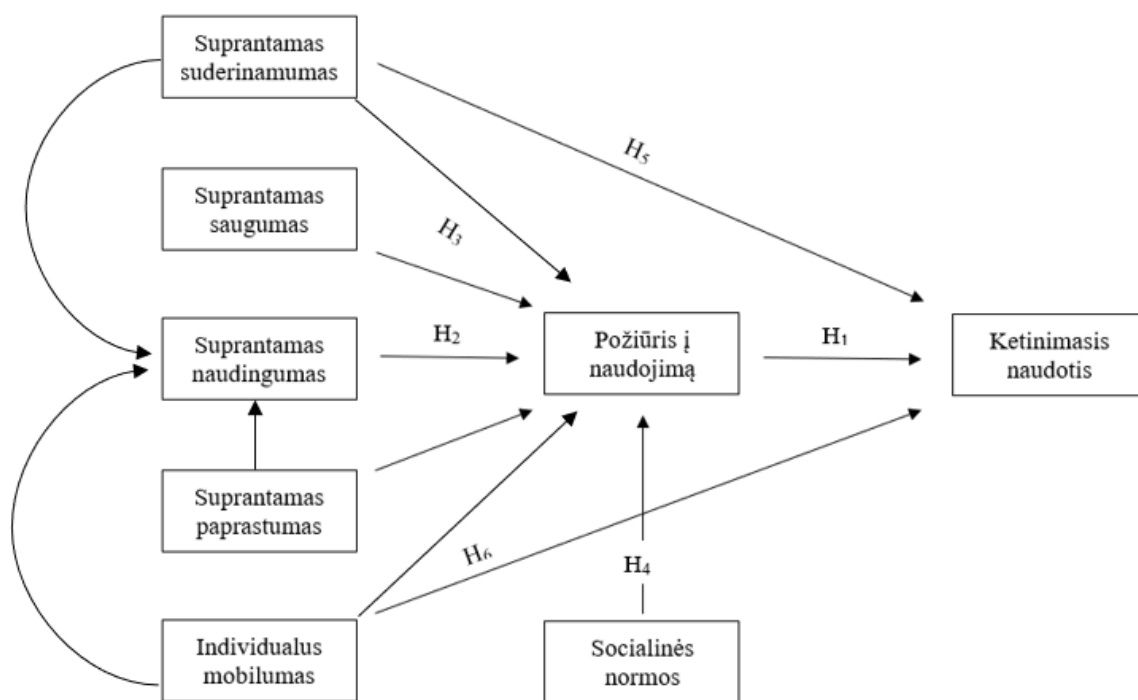 Suprantamas
suderinamumas
H₅
Suprantamas
saugumas
H₃
Suprantamas
naudingumas
H₂
Požiūris į
naudojimą
H₁
Ketinimasis
naudotis
Suprantamas
paprastumas
H₆
H₄
Individualus
mobilumas
Socialinės
normos